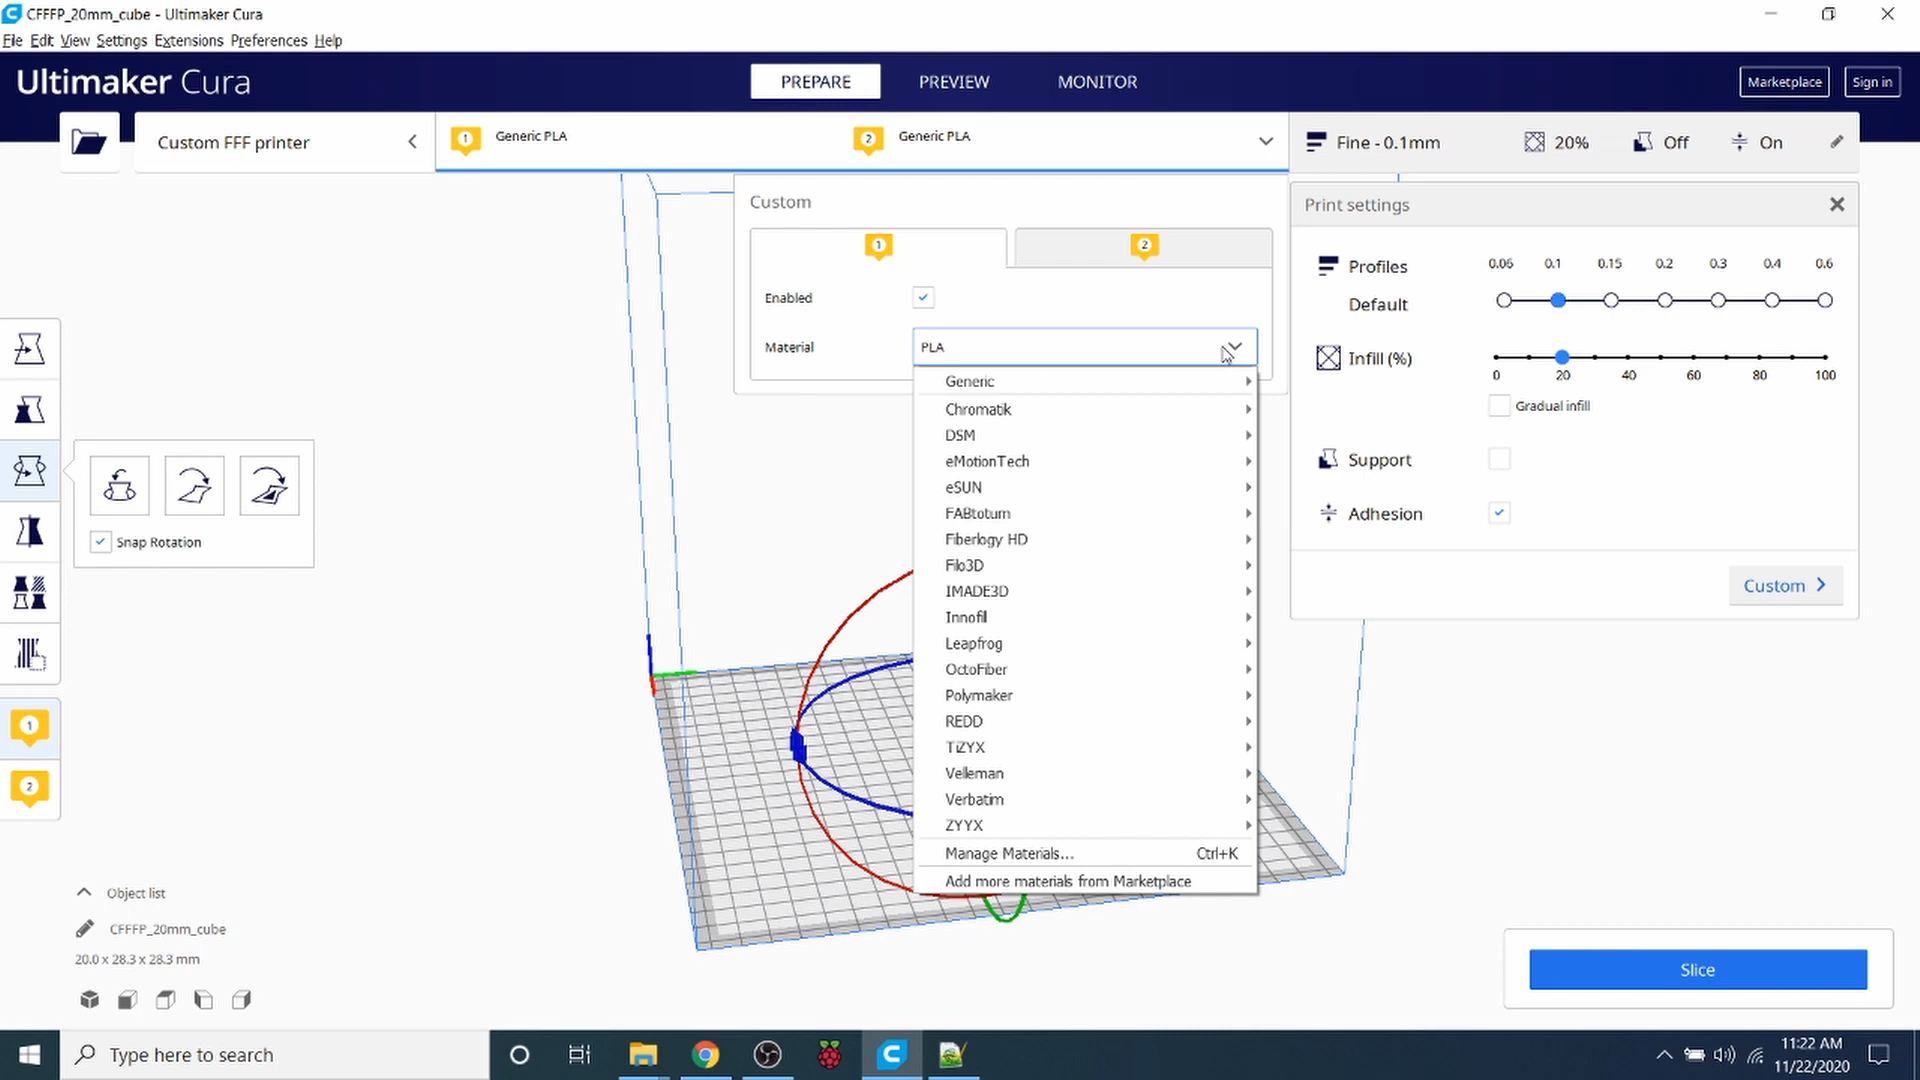 CFFFP_20mm_cube - Ultimaker Cura
File Edit View Settings Extensions Preferences Help
Ultimaker Cura
PREPARE
PREVIEW
MONITOR
Marketplace
Sign in
Custom FFF printer
1
Generic PLA
2
Generic PLA
Fine - 0.1mm
20%
Off
On
Custom
1
2
Enabled
Material
PLA
Generic
Chromatik
DSM
eMotionTech
eSUN
FABtotum
Fiberlogy HD
Filo3D
IMADE3D
Innofil
Leapfrog
OctoFiber
Polymaker
REDD
TiZYX
Velleman
Verbatim
ZYYX
Manage Materials... Ctrl+K
Add more materials from Marketplace
Print settings
Profiles
0.06 0.1 0.15 0.2 0.3 0.4 0.6
Default
Infill (%)
0 20 40 60 80 100
Gradual infill
Support
Adhesion
Custom
Snap Rotation
1
2
Object list
CFFFP_20mm_cube
20.0 x 28.3 x 28.3 mm
Slice
Type here to search
11:22 AM
11/22/2020